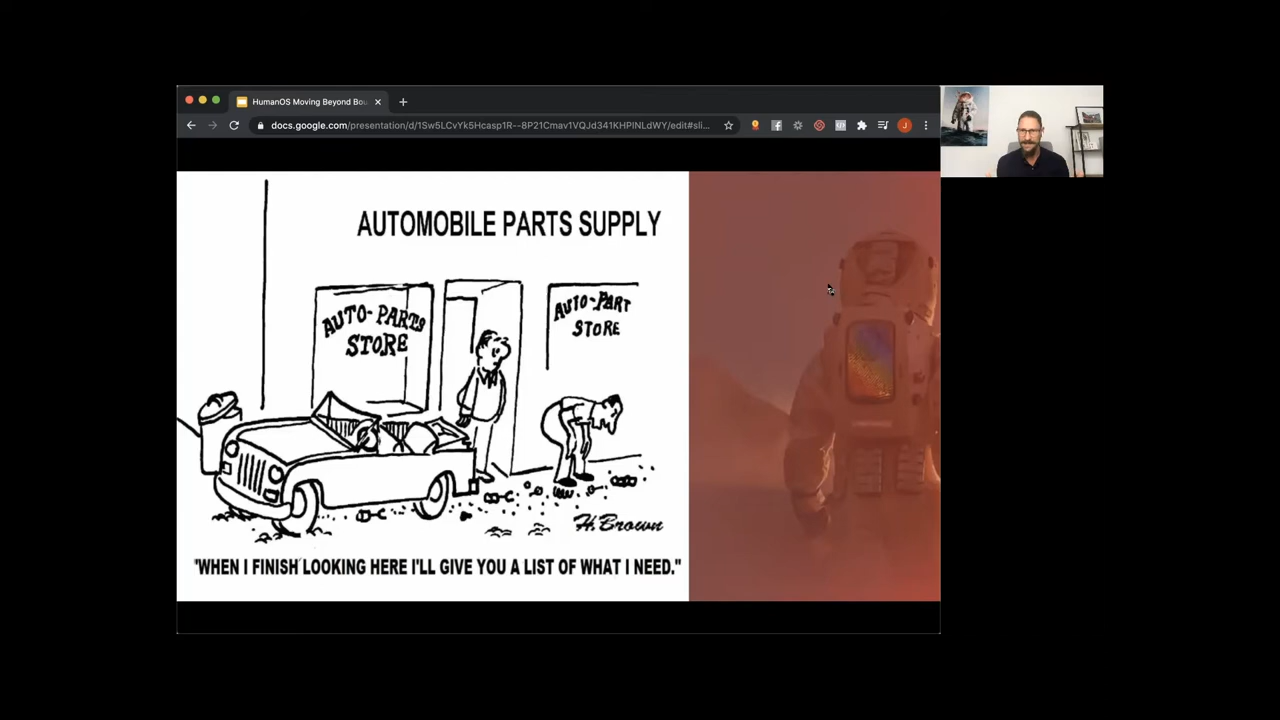 HumanOS Moving Beyond Bou
docs.google.com/presentation/d/1Sw5LCvYk5Hcasp1R--8P21Cmav1VQJd341KHPINLdWY/edit#sli...
J
AUTOMOBILE PARTS SUPPLY
AUTO-PARTS
STORE
AUTO-PART
STORE
H. Brown
"WHEN I FINISH LOOKING HERE I'LL GIVE YOU A LIST OF WHAT I NEED."